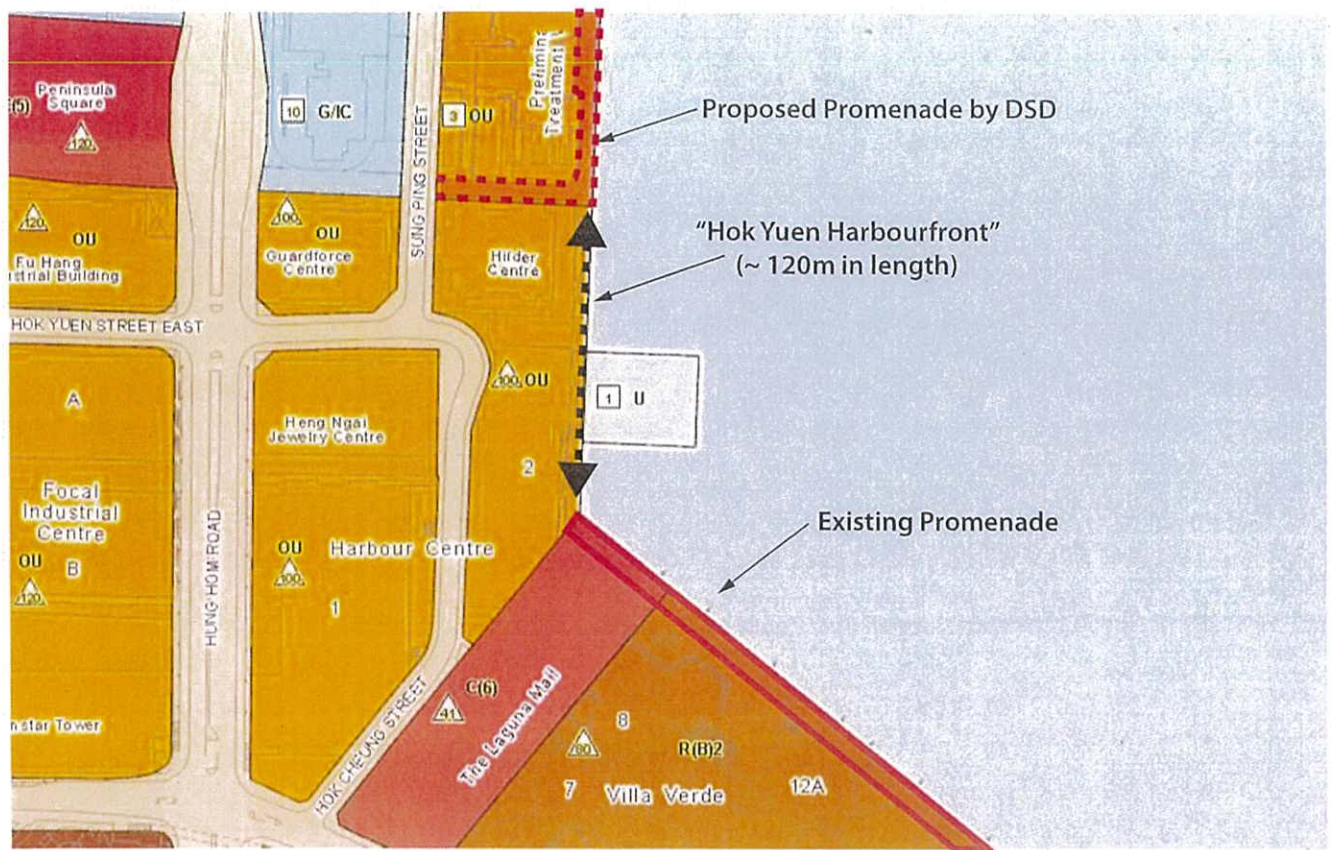 Peninsula
Square
(5)
120
10 G/IC
3 OU
Treatment
SUNG PING STREET
Proposed Promenade by DSD
120
OU
Fu Hang
strial Building
100
OU
Guardforce
Centre
Hilder
Centre
"Hok Yuen Harbourfront"
(~ 120m in length)
HOK YUEN STREET EAST
100 OU
1 U
A
Heng Ngai
Jewelry Centre
2
Focal
Industrial
Centre
OU
B
120
HUNG HOM ROAD
OU
100
Harbour Centre
1
Existing Promenade
n star Tower
HOK CHEUNG STREET
C(6)
41
The Laguna Mall
8
80
R(B)2
7
Villa Verde
12A